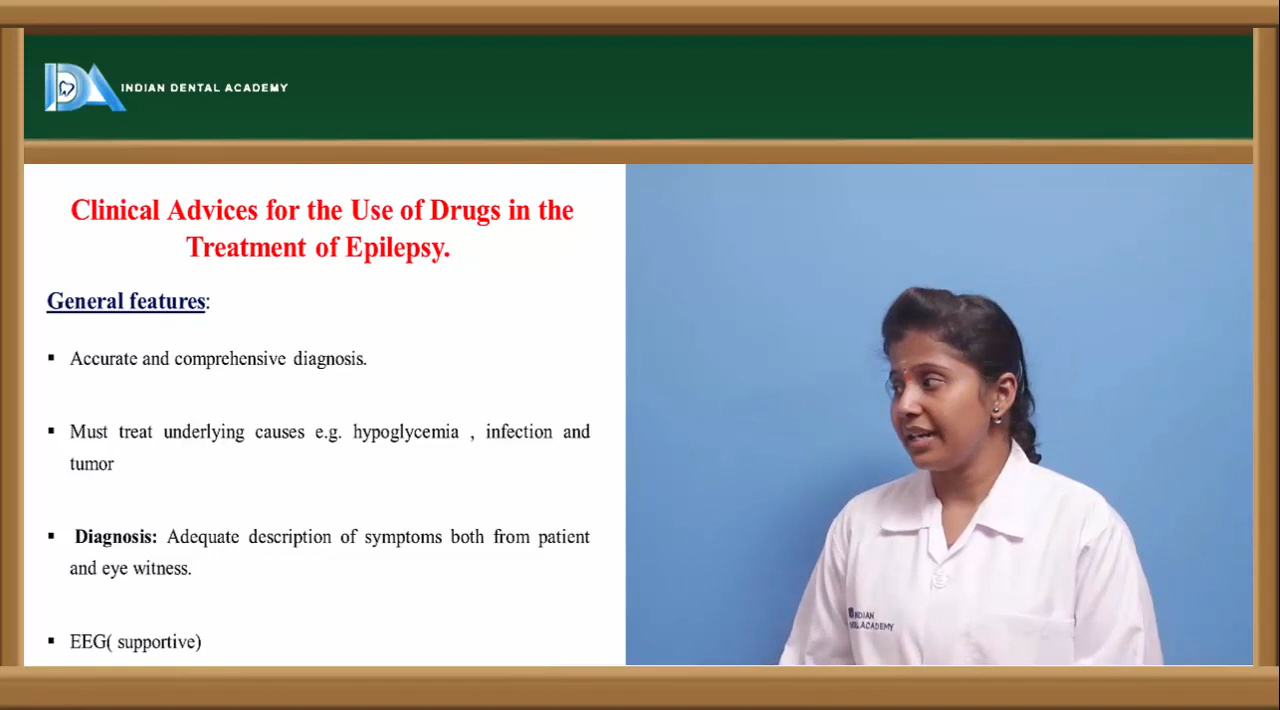 INDIAN DENTAL ACADEMY
Clinical Advices for the Use of Drugs in the
Treatment of Epilepsy.
General features:
▪ Accurate and comprehensive diagnosis.
▪ Must treat underlying causes e.g. hypoglycemia , infection and
tumor
▪ Diagnosis: Adequate description of symptoms both from patient
and eye witness.
▪ EEG( supportive)
INDIAN
ACADEMY